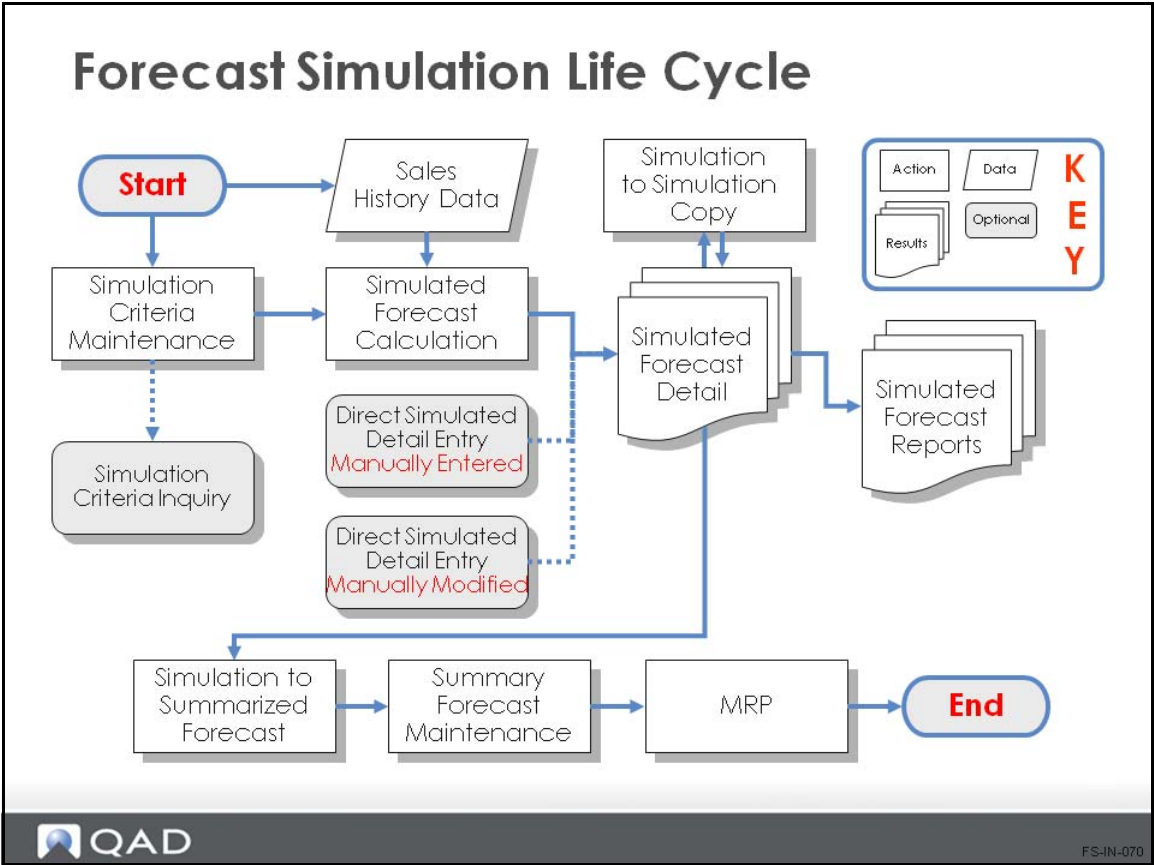 Forecast Simulation Life Cycle
Start
Sales
History Data
Simulation
to Simulation
Copy
Action
Data
Results
Optional
K
E
Y
Simulation
Criteria
Maintenance
Simulated
Forecast
Calculation
Simulated
Forecast
Detail
Simulated
Forecast
Reports
Direct Simulated
Detail Entry
Manually Entered
Simulation
Criteria Inquiry
Direct Simulated
Detail Entry
Manually Modified
Simulation to
Summarized
Forecast
Summary
Forecast
Maintenance
MRP
End
QAD
FS-IN-070